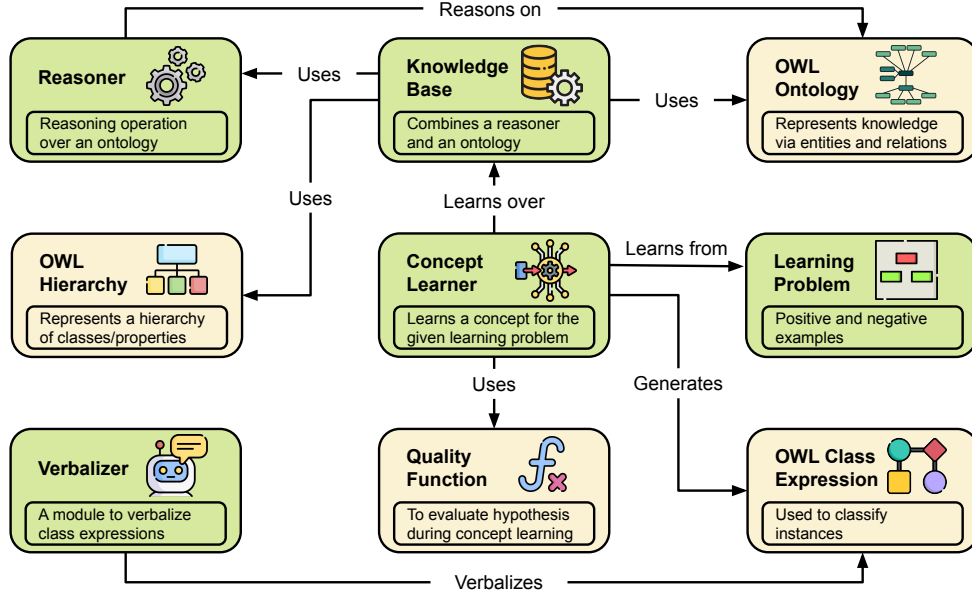 Reasons on
Reasoner
Reasoning operation
over an ontology
Uses
Knowledge
Base
Combines a reasoner
and an ontology
Uses
OWL
Ontology
Represents knowledge
via entities and relations
Uses
Learns over
OWL
Hierarchy
Represents a hierarchy
of classes/properties
Concept
Learner
Learns a concept for the
given learning problem
Learns from
Learning
Problem
Positive and negative
examples
Uses
Generates
Verbalizer
A module to verbalize
class expressions
Quality
Function
To evaluate hypothesis
during concept learning
OWL Class
Expression
Used to classify
instances
Verbalizes